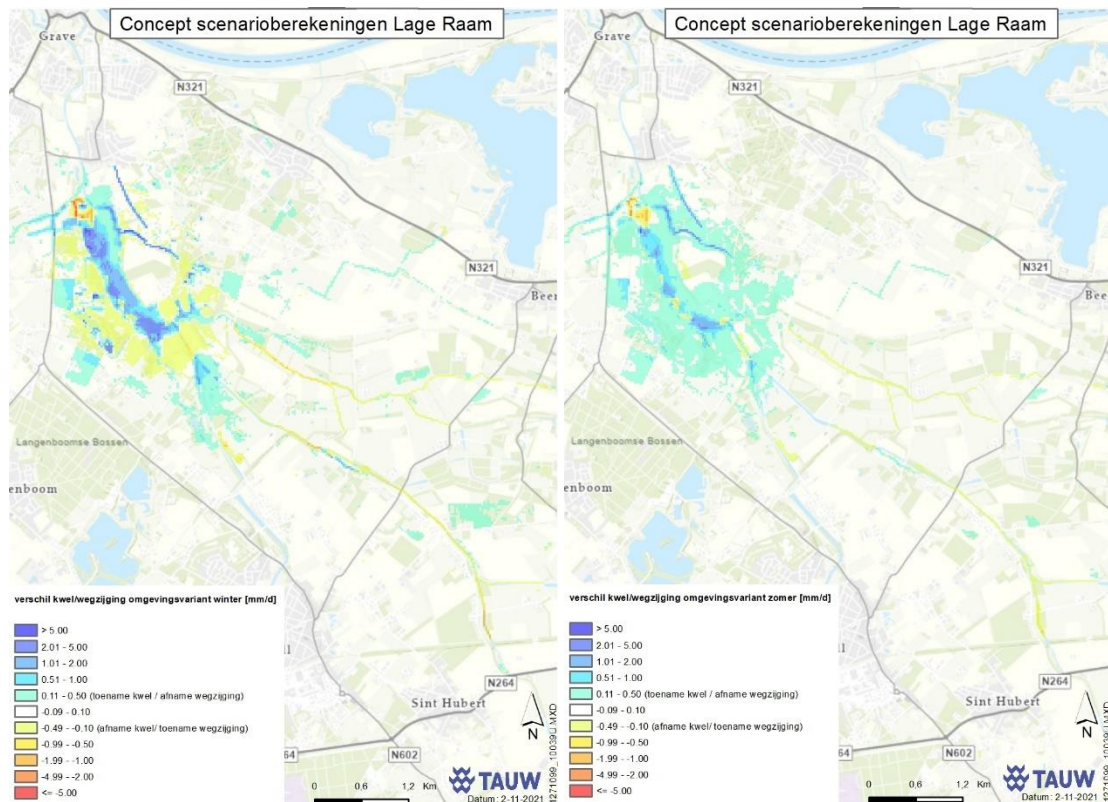 Concept scenarioberekeningen Lage Raam
Grave
N321
N321
Beer
Langenboomse Bossen
enboom
ll
Sint Hubert
N264
N602
verschil kwel/wegzijging omgevingsvariant winter [mm/d]
> 5.00
2.01 - 5.00
1.01 - 2.00
0.51 - 1.00
0.11 - 0.50 (toename kwel / afname wegzijging)
-0.09 - 0.10
-0.49 - -0.10 (afname kwel/ toename wegzijging)
-0.99 - -0.50
-1.99 - -1.00
-4.99 - -2.00
<= -5.00
0 0,6 1,2 Km
N
TAUW
Datum : 2-11-2021
Concept scenarioberekeningen Lage Raam
Grave
N321
N321
Bee
Langenboomse Bossen
enboom
ll
Sint Hubert
N264
N602
verschil kwel/wegzijging omgevingsvariant zomer [mm/d]
> 5.00
2.01 - 5.00
1.01 - 2.00
0.51 - 1.00
0.11 - 0.50 (toename kwel / afname wegzijging)
-0.09 - 0.10
-0.49 - -0.10 (afname kwel/ toename wegzijging)
-0.99 - -0.50
-1.99 - -1.00
-4.99 - -2.00
<= -5.00
0 0,6 1,2 Km
N
TAUW
Datum : 2-11-2021